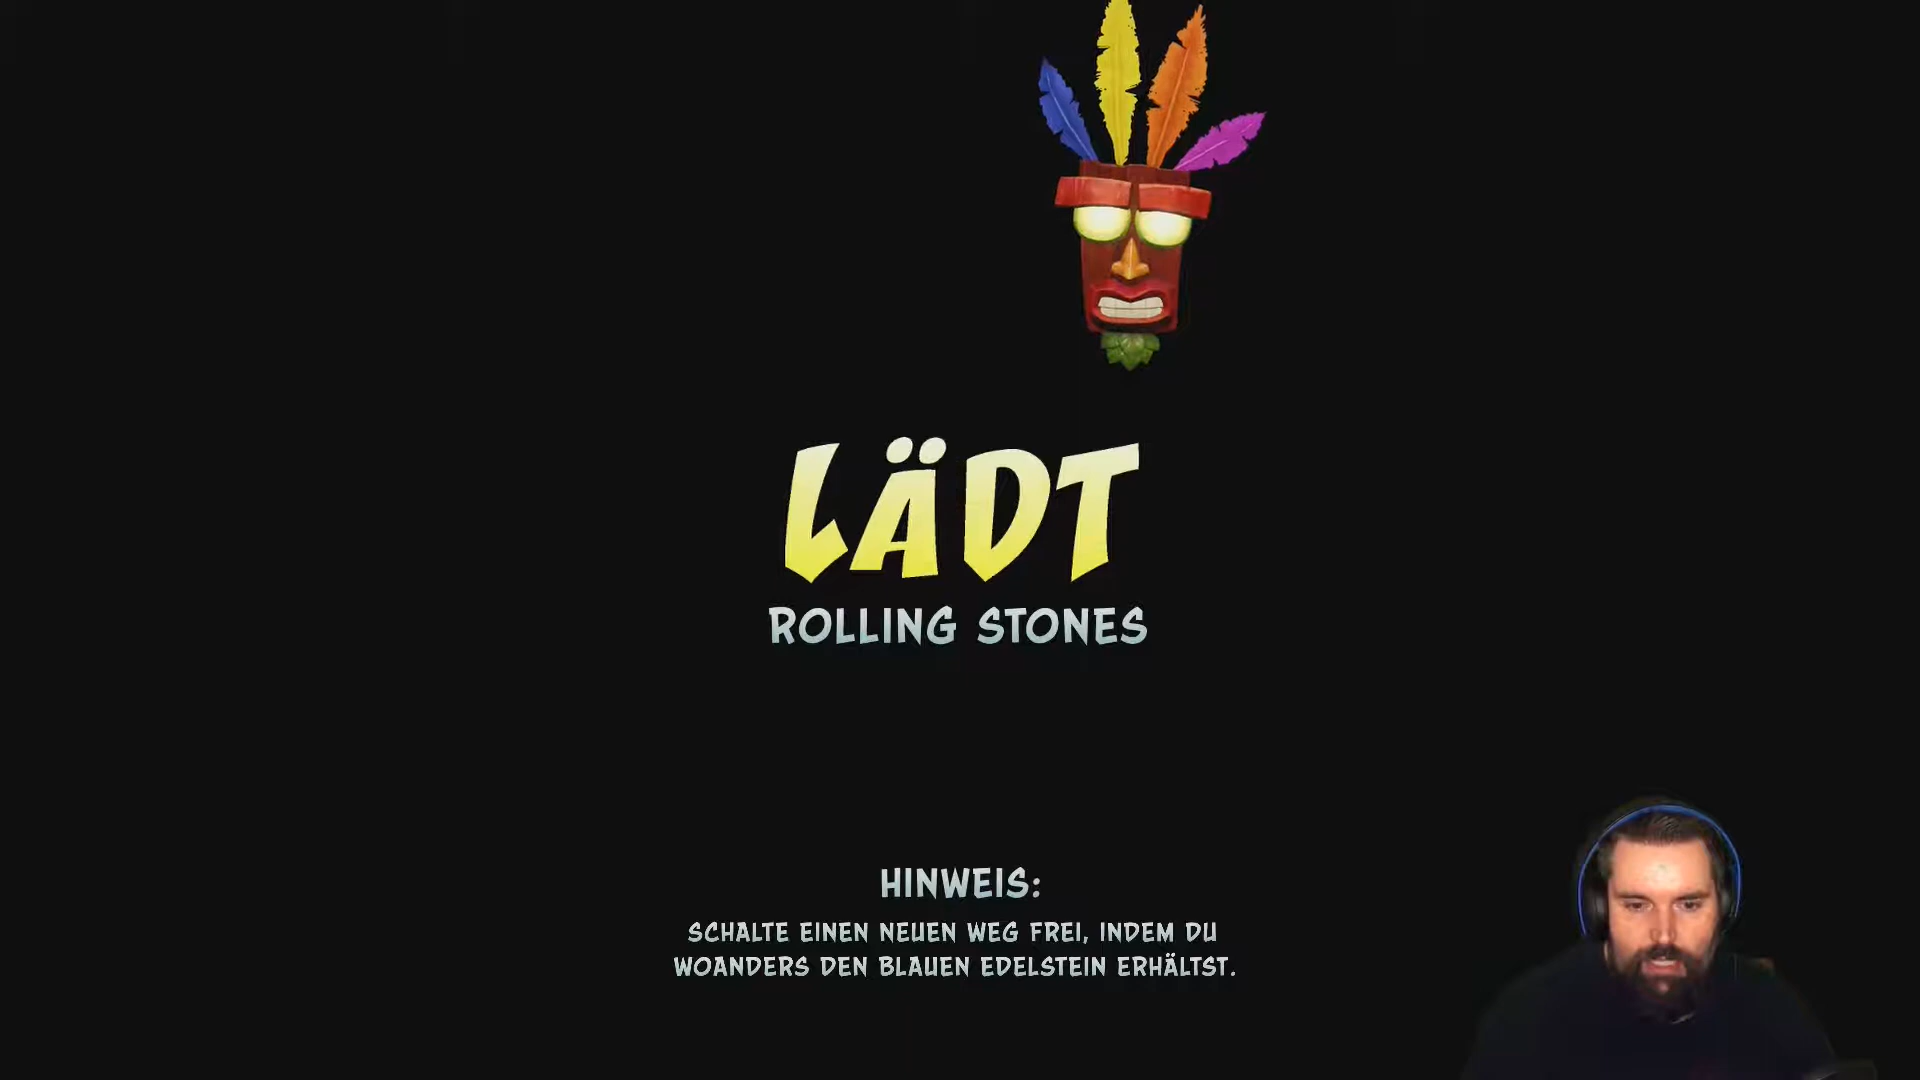 LÄDT
ROLLING STONES
HINWEIS:
SCHALTE EINEN NEUEN WEG FREI, INDEM DU
WOANDERS DEN BLAUEN EDELSTEIN ERHÄLTST.